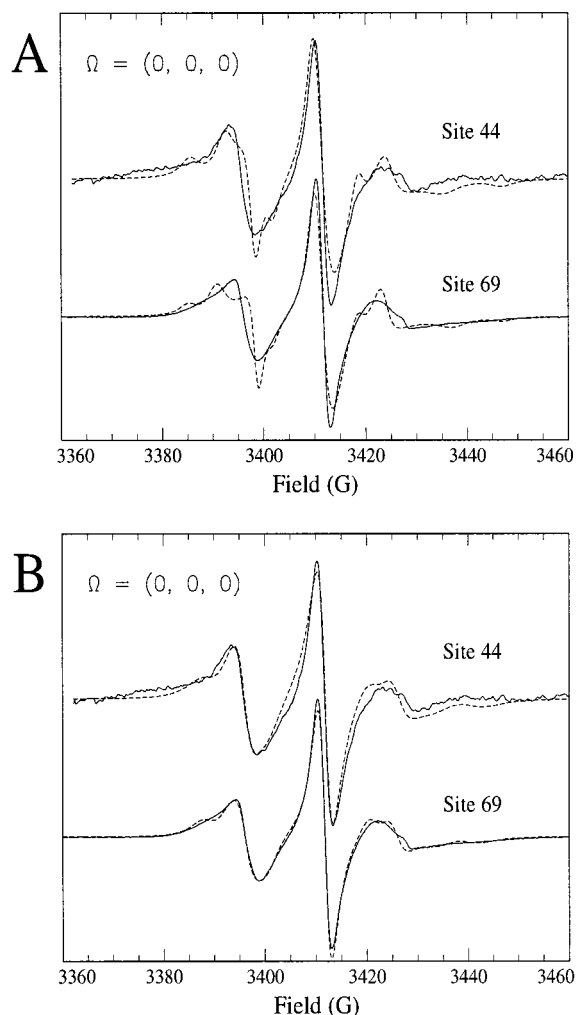 A
Ω = (0, 0, 0)
Site 44
Site 69
3360 3380 3400 3420 3440 3460
Field (G)
B
Ω = (0, 0, 0)
Site 44
Site 69
3360 3380 3400 3420 3440 3460
Field (G)